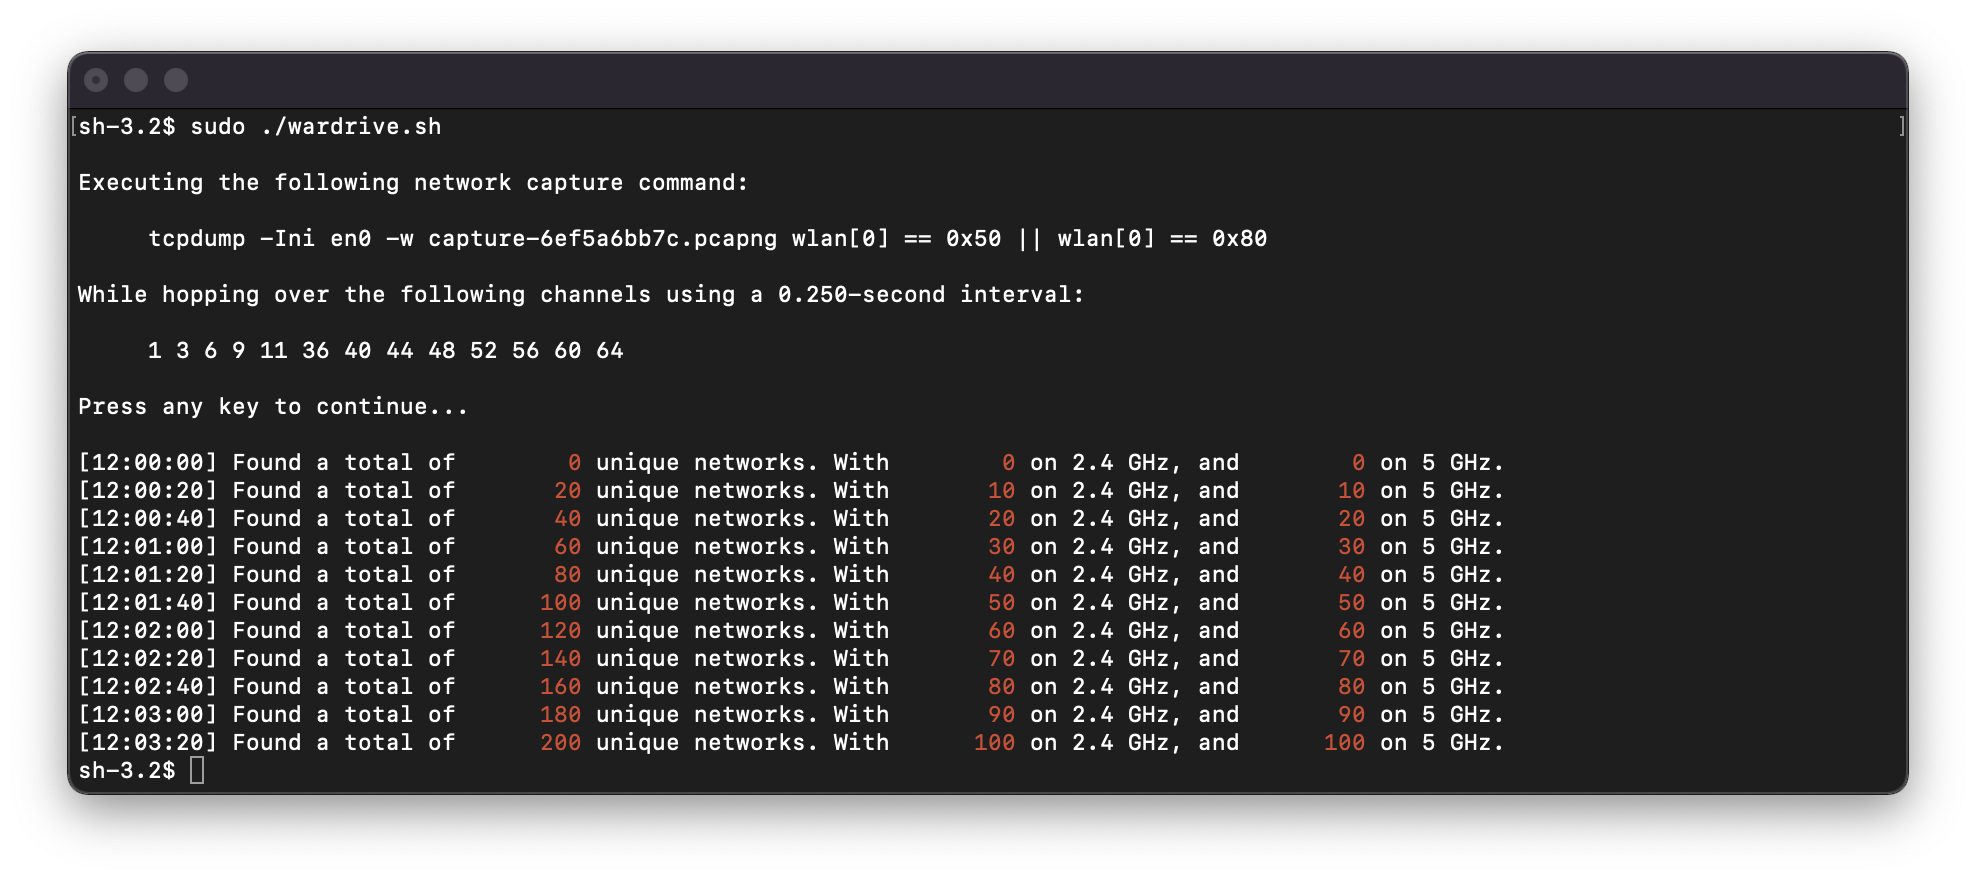 [sh-3.2$ sudo ./wardrive.sh ]
Executing the following network capture command:
tcpdump -Ini en0 -w capture-6ef5a6bb7c.pcapng wlan[0] == 0x50 || wlan[0] == 0x80
While hopping over the following channels using a 0.250-second interval:
1 3 6 9 11 36 40 44 48 52 56 60 64
Press any key to continue...
[12:00:00] Found a total of 0 unique networks. With 0 on 2.4 GHz, and 0 on 5 GHz.
[12:00:20] Found a total of 20 unique networks. With 10 on 2.4 GHz, and 10 on 5 GHz.
[12:00:40] Found a total of 40 unique networks. With 20 on 2.4 GHz, and 20 on 5 GHz.
[12:01:00] Found a total of 60 unique networks. With 30 on 2.4 GHz, and 30 on 5 GHz.
[12:01:20] Found a total of 80 unique networks. With 40 on 2.4 GHz, and 40 on 5 GHz.
[12:01:40] Found a total of 100 unique networks. With 50 on 2.4 GHz, and 50 on 5 GHz.
[12:02:00] Found a total of 120 unique networks. With 60 on 2.4 GHz, and 60 on 5 GHz.
[12:02:20] Found a total of 140 unique networks. With 70 on 2.4 GHz, and 70 on 5 GHz.
[12:02:40] Found a total of 160 unique networks. With 80 on 2.4 GHz, and 80 on 5 GHz.
[12:03:00] Found a total of 180 unique networks. With 90 on 2.4 GHz, and 90 on 5 GHz.
[12:03:20] Found a total of 200 unique networks. With 100 on 2.4 GHz, and 100 on 5 GHz.
sh-3.2$